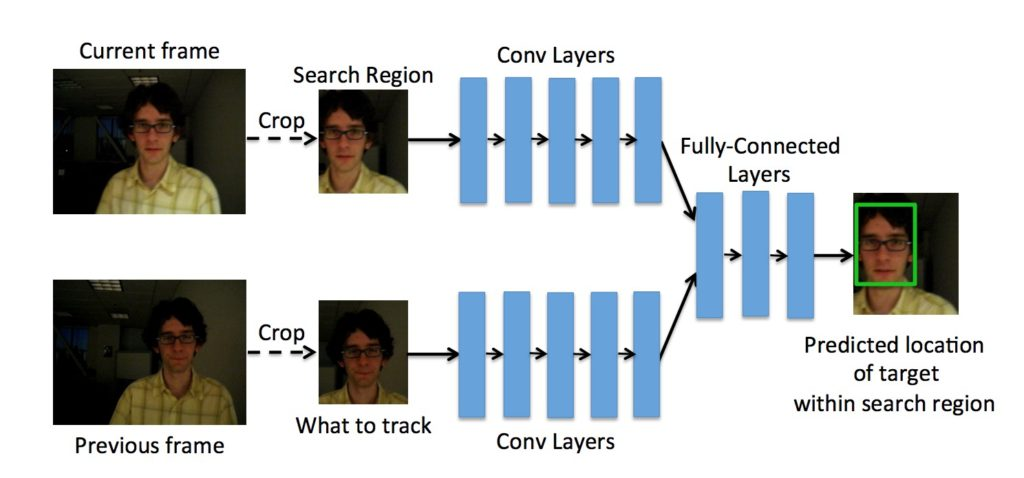 Current frame
Crop
Search Region
Conv Layers
Fully-Connected
Layers
Previous frame
Crop
What to track
Conv Layers
Predicted location
of target
within search region